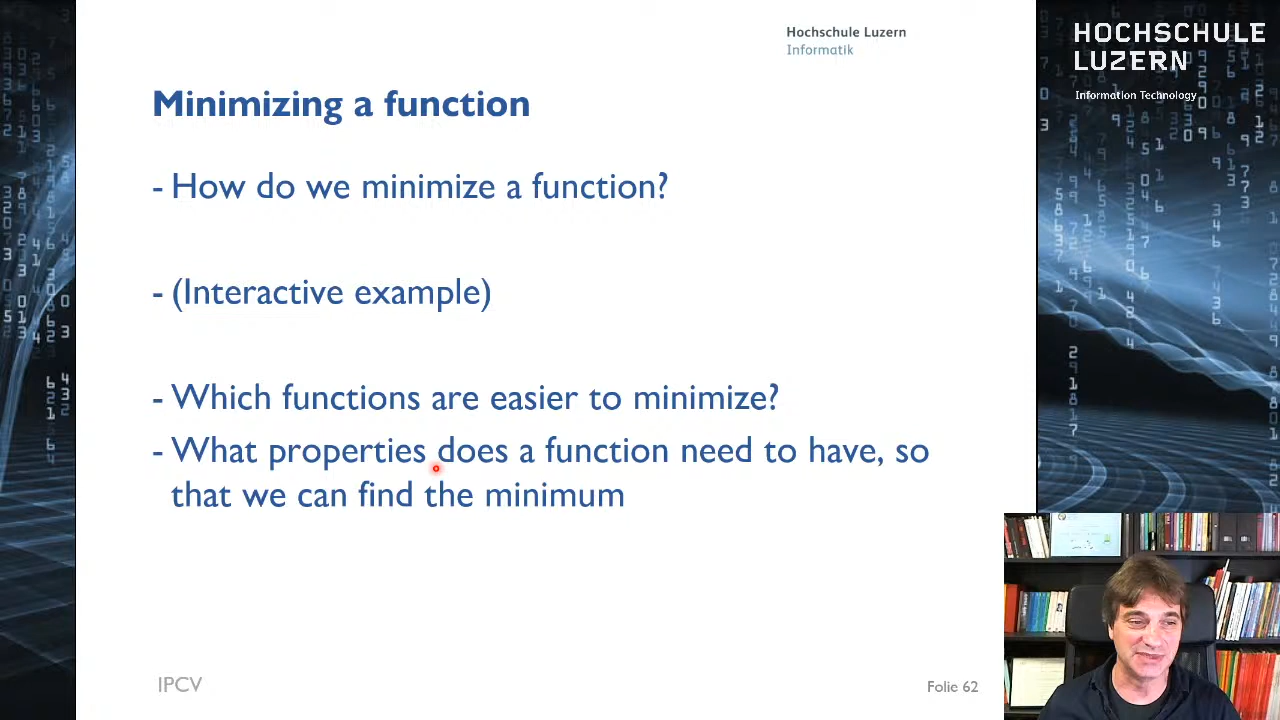 Hochschule Luzern
Informatik
HOCHSCHULE
LUZERN
Information Technology
Minimizing a function
- How do we minimize a function?
- (Interactive example)
- Which functions are easier to minimize?
- What properties does a function need to have, so
that we can find the minimum
IPCV
Folie 62